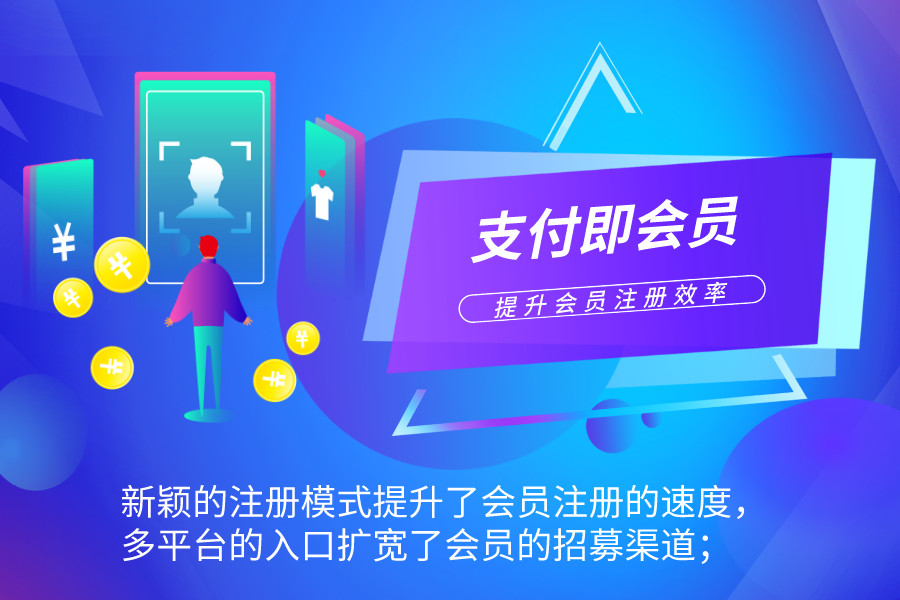 支付即会员
提升会员注册效率
新颖的注册模式提升了会员注册的速度，
多平台的入口扩宽了会员的招募渠道；